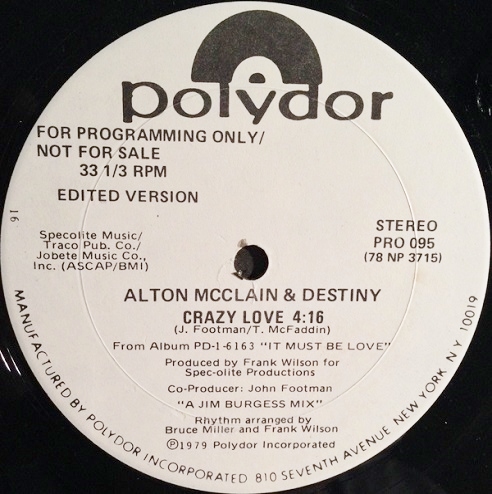 polydor
FOR PROGRAMMING ONLY/
NOT FOR SALE
33 1/3 RPM
EDITED VERSION
16
Specolite Music/
Traco Pub. Co./
Jobete Music Co.,
Inc. (ASCAP/BMI)
STEREO
PRO 095
(78 NP 3715)
ALTON MCCLAIN & DESTINY
CRAZY LOVE 4:16
(J. Footman/T. McFaddin)
From Album PD-1-6163 "IT MUST BE LOVE"
Produced by Frank Wilson for
Spec-olite Productions
Co-Producer: John Footman
"A JIM BURGESS MIX"
Rhythm arranged by
Bruce Miller and Frank Wilson
Ⓟ1979 Polydor Incorporated
MANUFACTURED BY POLYDOR INCORPORATED 810 SEVENTH AVENUE NEW YORK N Y 10019